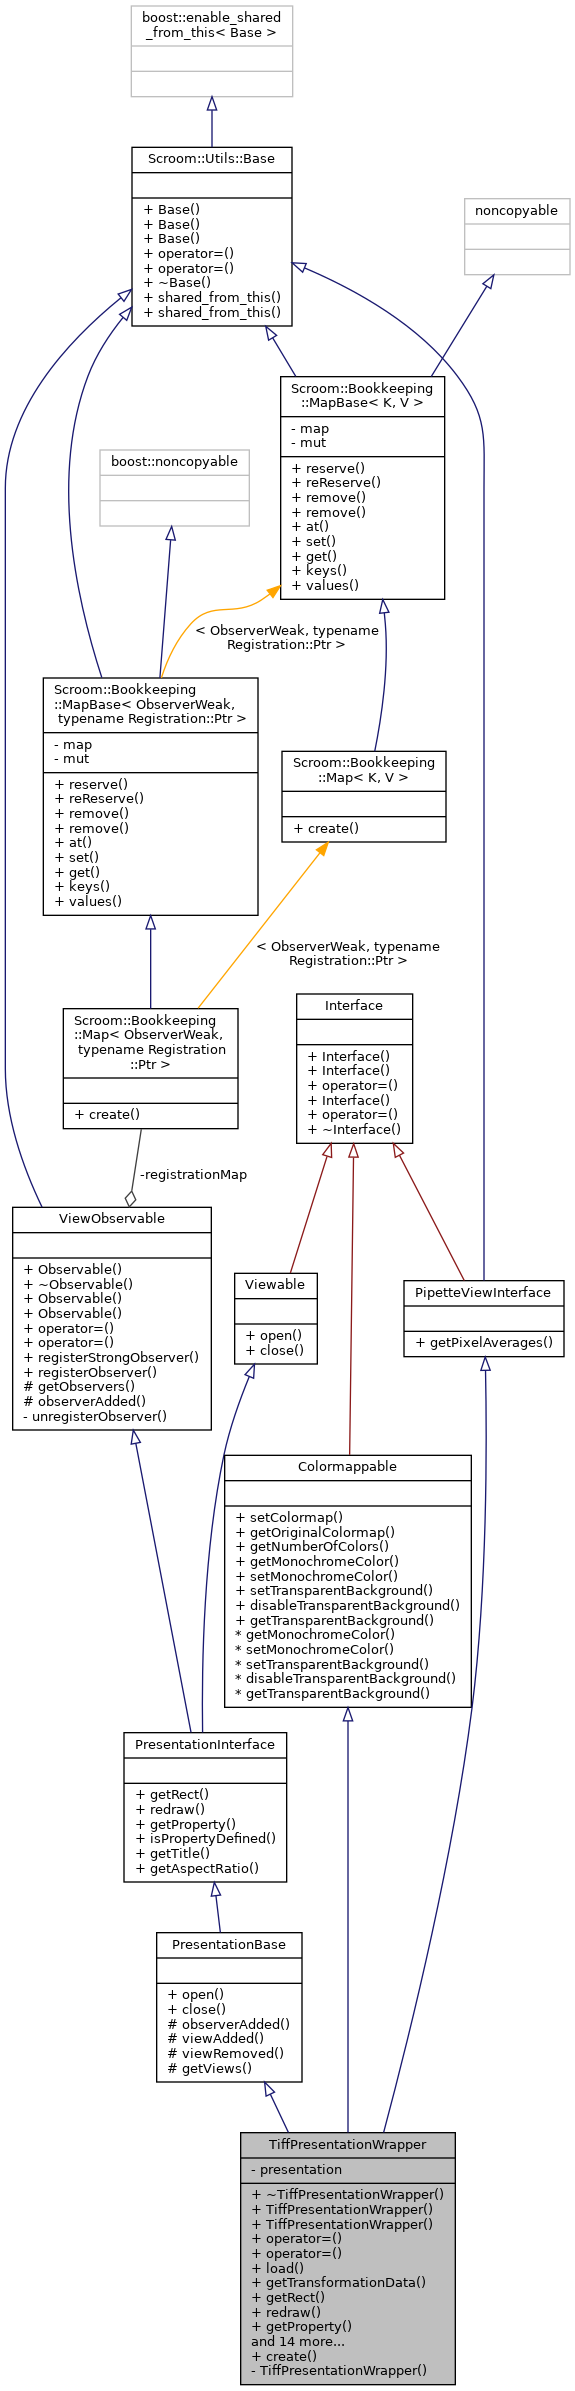 boost::enable_shared
_from_this< Base >
Scroom::Utils::Base
+ Base()
+ Base()
+ Base()
+ operator=()
+ operator=()
+ ~Base()
+ shared_from_this()
+ shared_from_this()
noncopyable
Scroom::Bookkeeping
::MapBase< K, V >
- map
- mut
+ reserve()
+ reReserve()
+ remove()
+ remove()
+ at()
+ set()
+ get()
+ keys()
+ values()
boost::noncopyable
< ObserverWeak, typename
Registration::Ptr >
Scroom::Bookkeeping
::MapBase< ObserverWeak,
typename Registration::Ptr >
- map
- mut
+ reserve()
+ reReserve()
+ remove()
+ remove()
+ at()
+ set()
+ get()
+ keys()
+ values()
Scroom::Bookkeeping
::Map< K, V >
+ create()
< ObserverWeak, typename
Registration::Ptr >
Scroom::Bookkeeping
::Map< ObserverWeak,
typename Registration
::Ptr >
+ create()
Interface
+ Interface()
+ Interface()
+ operator=()
+ Interface()
+ operator=()
+ ~Interface()
-registrationMap
ViewObservable
+ Observable()
+ ~Observable()
+ Observable()
+ Observable()
+ operator=()
+ operator=()
+ registerStrongObserver()
+ registerObserver()
# getObservers()
# observerAdded()
- unregisterObserver()
Viewable
+ open()
+ close()
PipetteViewInterface
+ getPixelAverages()
Colormappable
+ setColormap()
+ getOriginalColormap()
+ getNumberOfColors()
+ getMonochromeColor()
+ setMonochromeColor()
+ setTransparentBackground()
+ disableTransparentBackground()
+ getTransparentBackground()
* getMonochromeColor()
* setMonochromeColor()
* setTransparentBackground()
* disableTransparentBackground()
* getTransparentBackground()
PresentationInterface
+ getRect()
+ redraw()
+ getProperty()
+ isPropertyDefined()
+ getTitle()
+ getAspectRatio()
PresentationBase
+ open()
+ close()
# observerAdded()
# viewAdded()
# viewRemoved()
# getViews()
TiffPresentationWrapper
- presentation
+ ~TiffPresentationWrapper()
+ TiffPresentationWrapper()
+ TiffPresentationWrapper()
+ operator=()
+ operator=()
+ load()
+ getTransformationData()
+ getRect()
+ redraw()
+ getProperty()
and 14 more...
+ create()
- TiffPresentationWrapper()